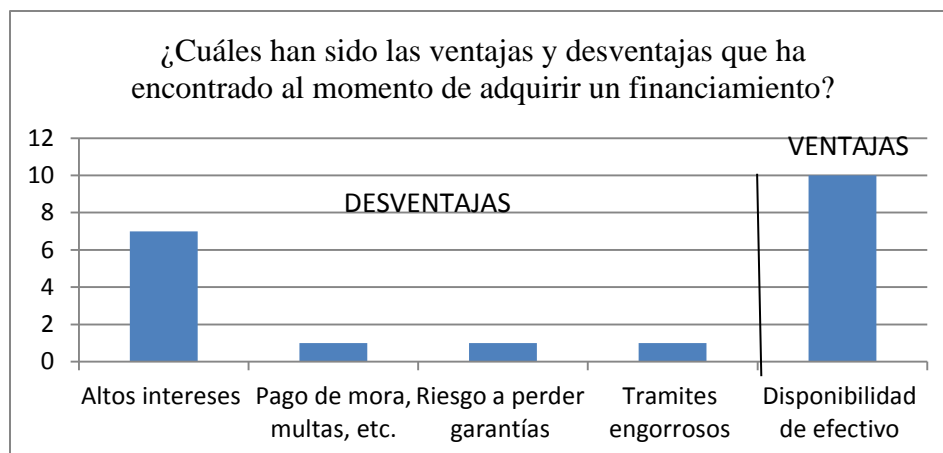 ¿Cuáles han sido las ventajas y desventajas que ha
encontrado al momento de adquirir un financiamiento?
12
10
8
6
4
2
0
VENTAJAS
DESVENTAJAS
Altos intereses
Pago de mora,
multas, etc.
Riesgo a perder
garantías
Tramites
engorrosos
Disponibilidad
de efectivo